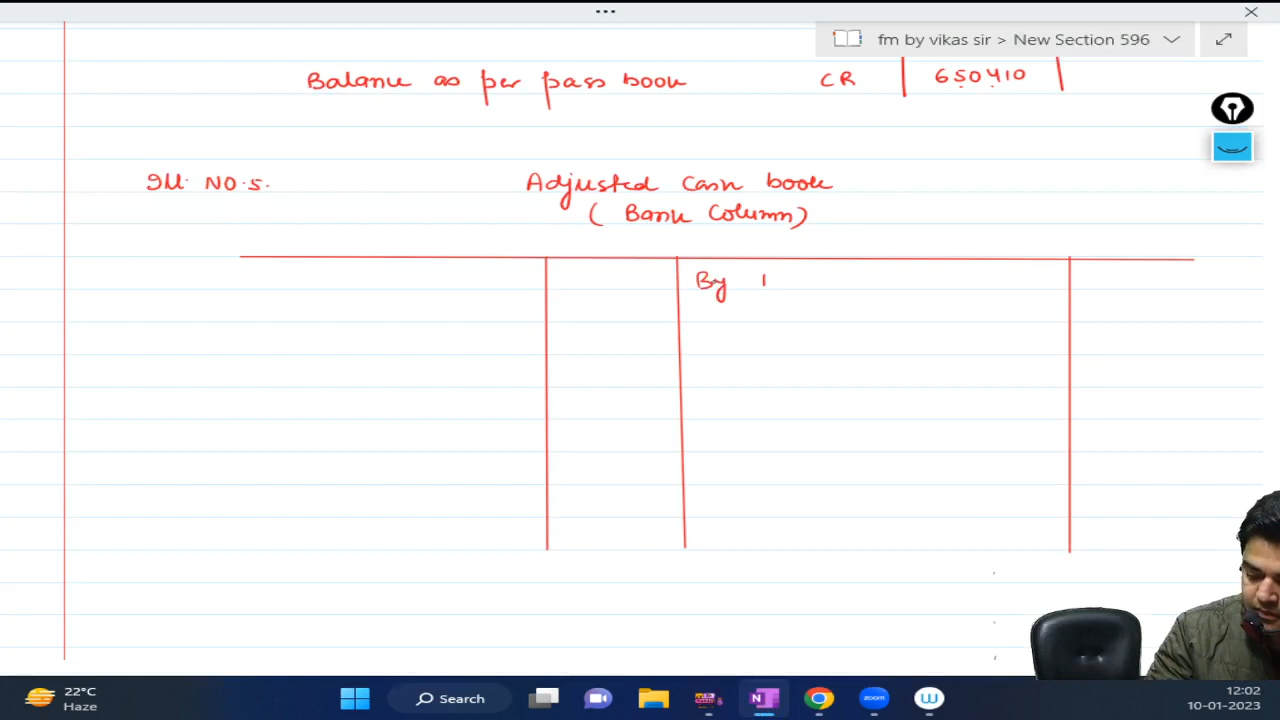 fm by vikas sir > New Section 596
Balance as per pass book CR 650410
Ill. NO.5. Adjusted Cash book
(Bank Column)
By
22°C
Haze
Search
12:02
10-01-2023